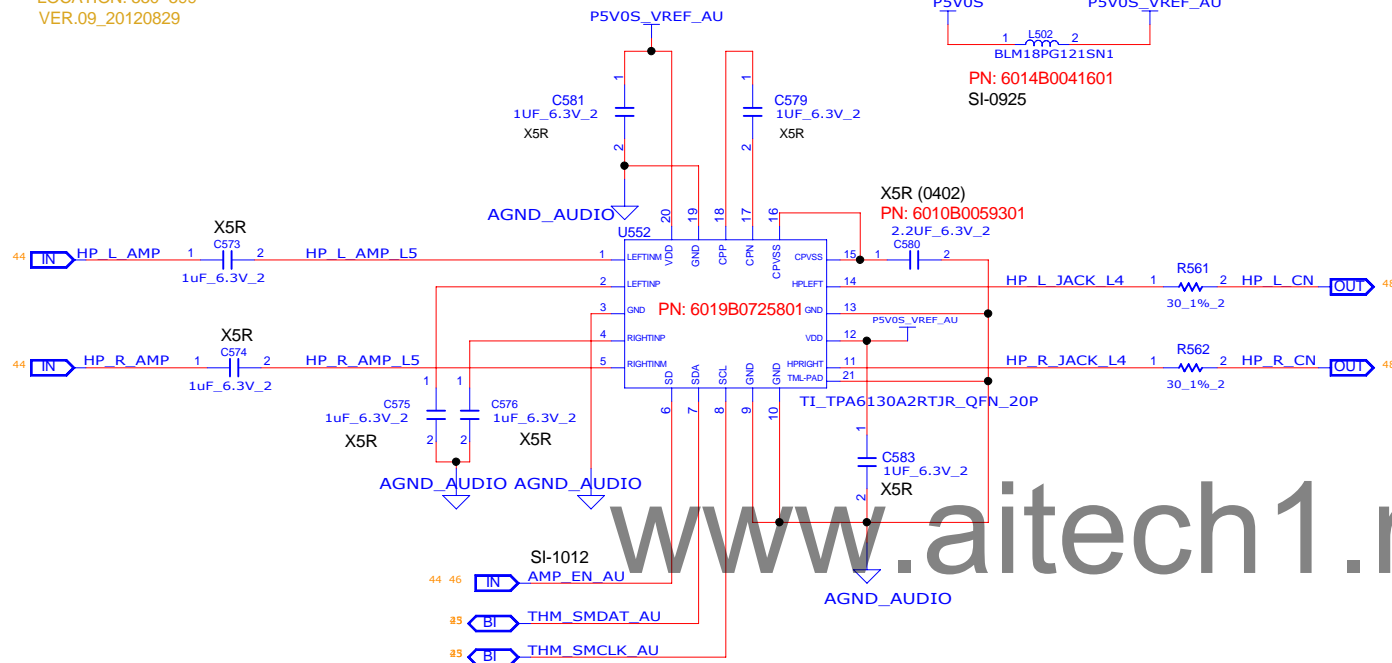 VER.09_20120829
P5V0S_VREF_AU
P5V0S
P5V0S_VREF_AU
1 L502 2
BLM18PG121SN1
PN: 6014B0041601
SI-0925
1
C581
1UF_6.3V_2
X5R
2
1
C579
1UF_6.3V_2
X5R
2
AGND_AUDIO
20 19 18 17 16
U552
X5R (0402)
PN: 6010B0059301
2.2UF_6.3V_2
1 C580 2
VDD GND CPP CPN CPVSS
44 IN HP_L_AMP 1 X5R C573 2 HP_L_AMP_L5 1 LEFTINM
1uF_6.3V_2
CPVSS 15
2 LEFTINP
HPLEFT 14 HP_L_JACK_L4 1 R561 2 HP_L_CN OUT
30_1%_2
3 GND
PN: 6019B0725801
GND 13
4 RIGHTINP
VDD 12
P5V0S_VREF_AU
44 IN HP_R_AMP 1 X5R C574 2 HP_R_AMP_L5 5 RIGHTINM
1uF_6.3V_2
HPRIGHT 11 HP_R_JACK_L4 1 R562 2 HP_R_CN OUT
30_1%_2
TML-PAD 21
SD SDA SCL GND GND
6 7 8 9 10
TI_TPA6130A2RTJR_QFN_20P
1
C575
1uF_6.3V_2
X5R
2
1
C576
1uF_6.3V_2
X5R
2
AGND_AUDIO AGND_AUDIO
1
C583
1UF_6.3V_2
X5R
2
AGND_AUDIO
www.aitech1.
SI-1012
44 46 IN AMP_EN_AU
BI THM_SMDAT_AU
BI THM_SMCLK_AU